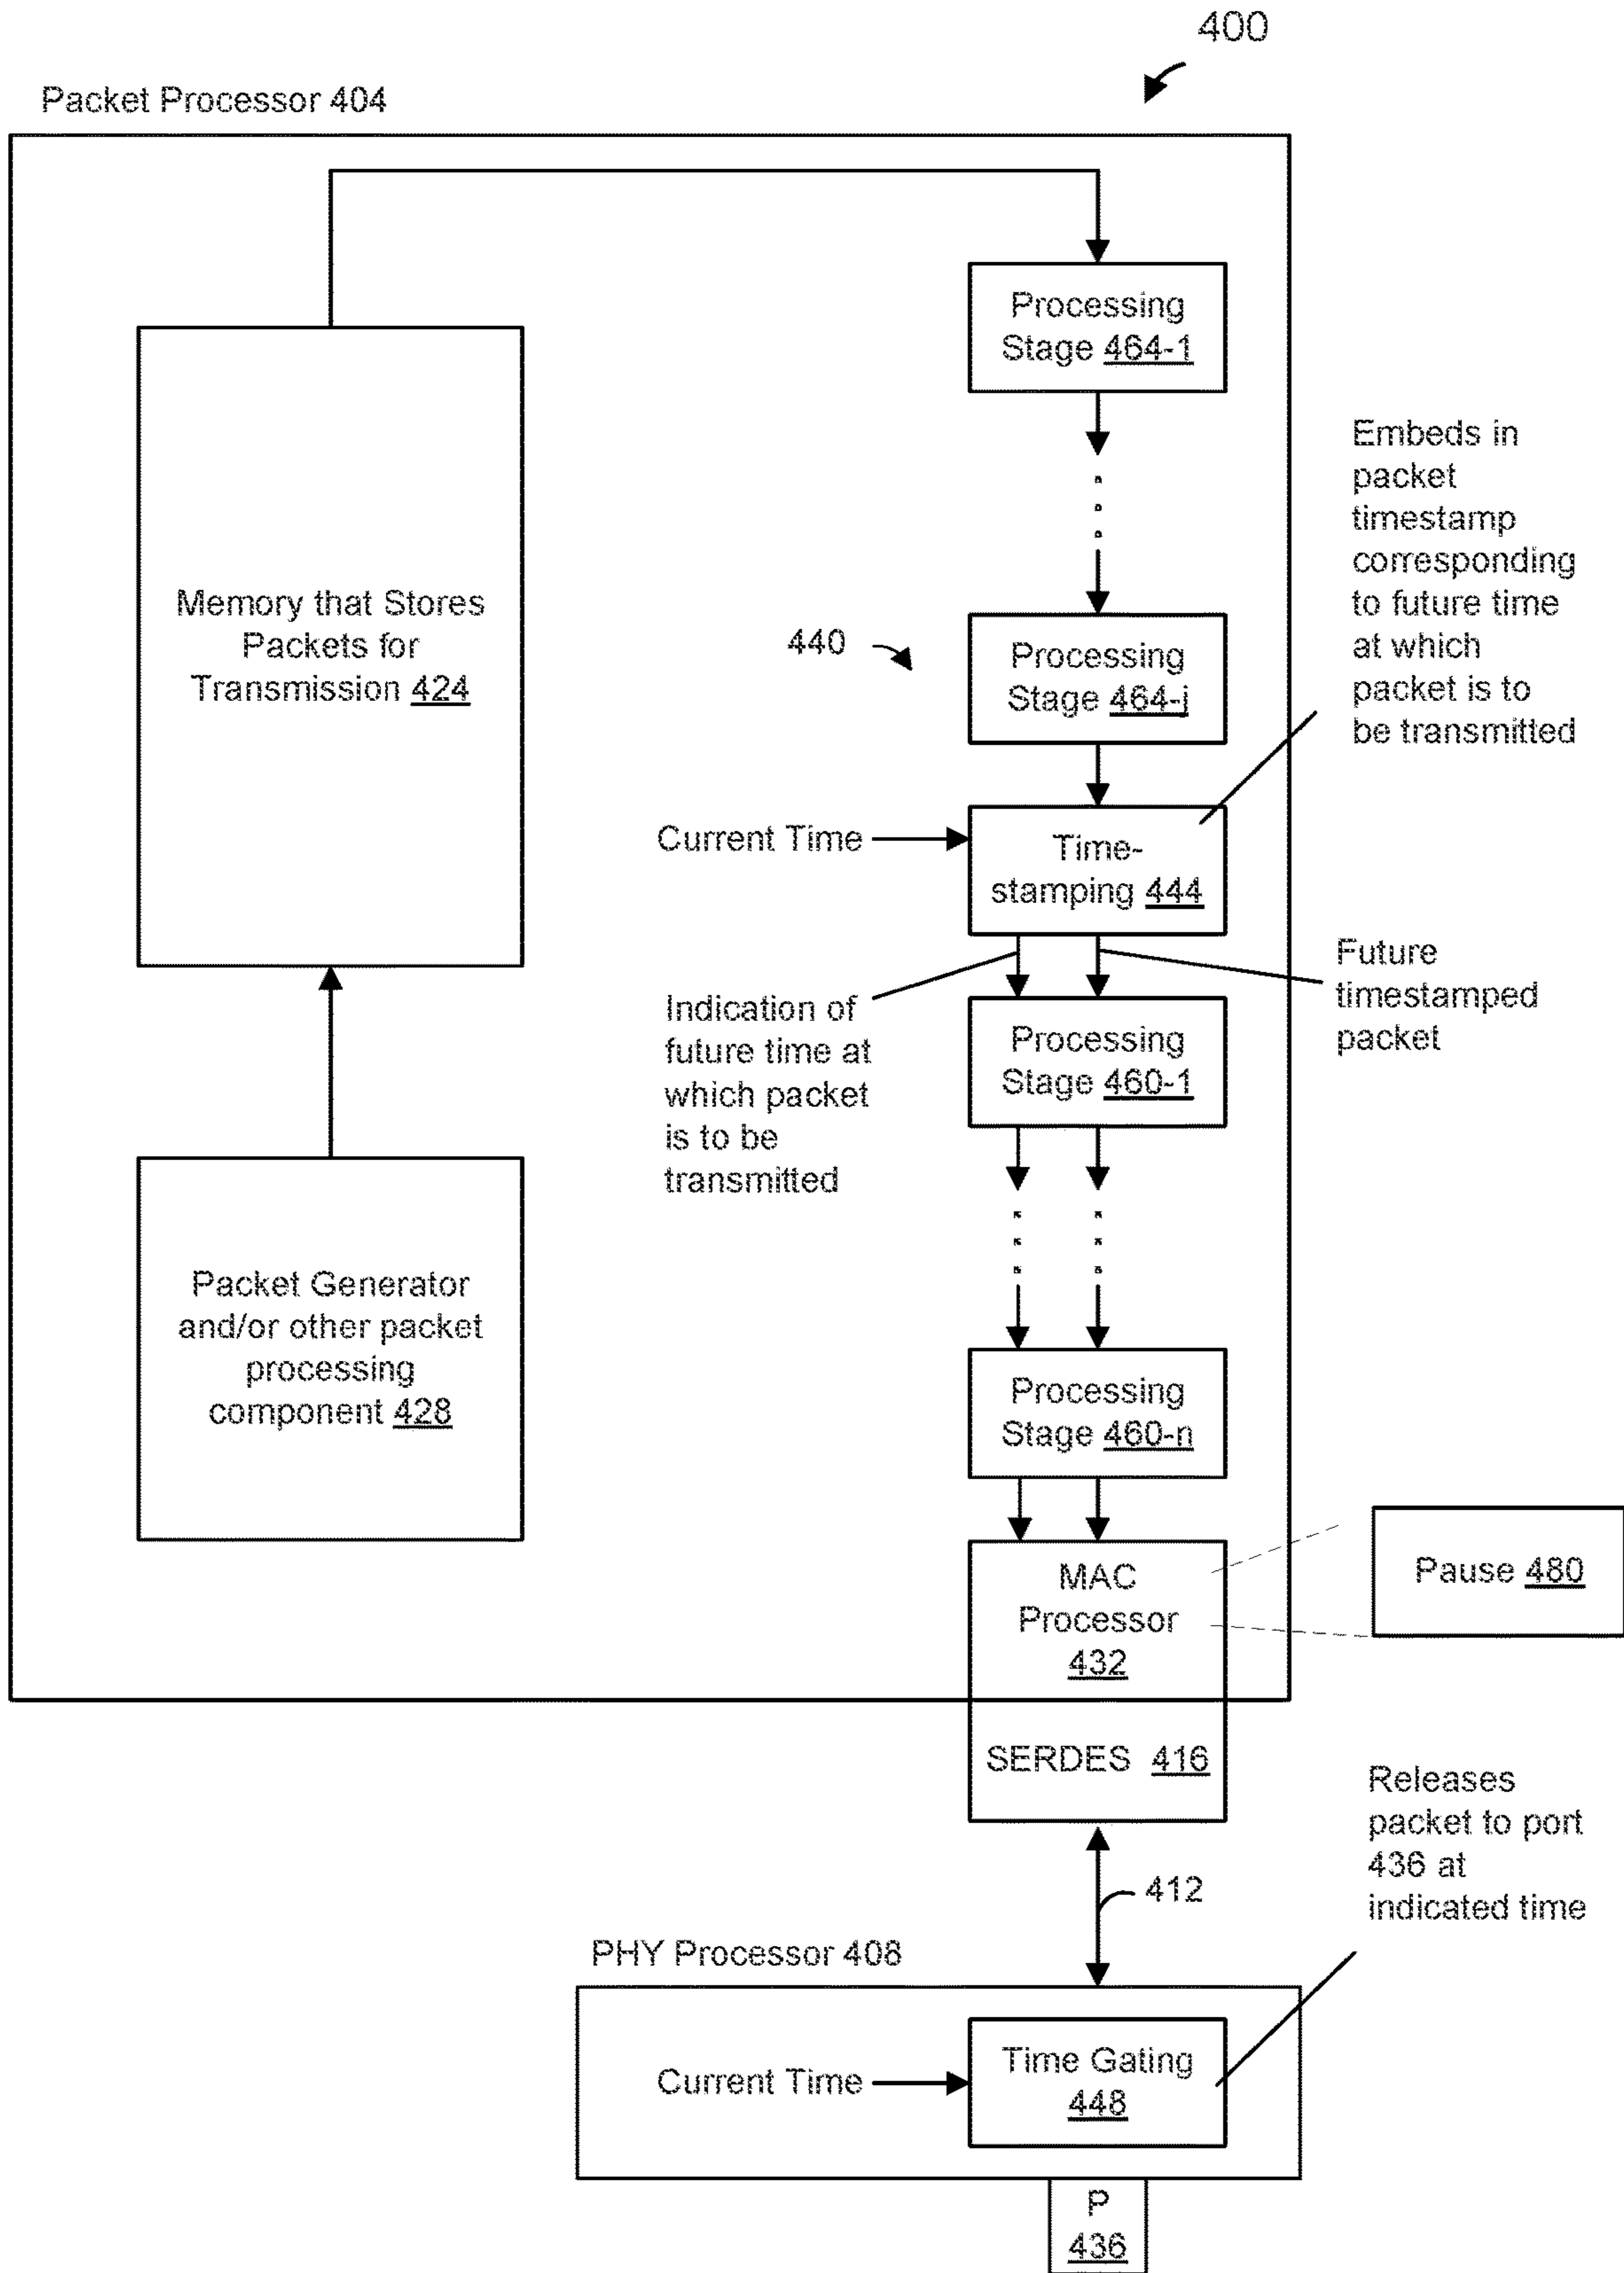 400
Packet Processor 404
Processing
Stage 464-1
Embeds in
packet
timestamp
corresponding
to future time
at which
packet is to
be transmitted
Memory that Stores
Packets for
Transmission 424
440
Processing
Stage 464-j
Current Time
Time-
stamping 444
Future
timestamped
packet
Indication of
future time at
which packet
is to be
transmitted
Processing
Stage 460-1
Packet Generator
and/or other packet
processing
component 428
Processing
Stage 460-n
MAC
Processor
432
Pause 480
SERDES 416
Releases
packet to port
436 at
indicated time
412
PHY Processor 408
Current Time
Time Gating
448
P
436